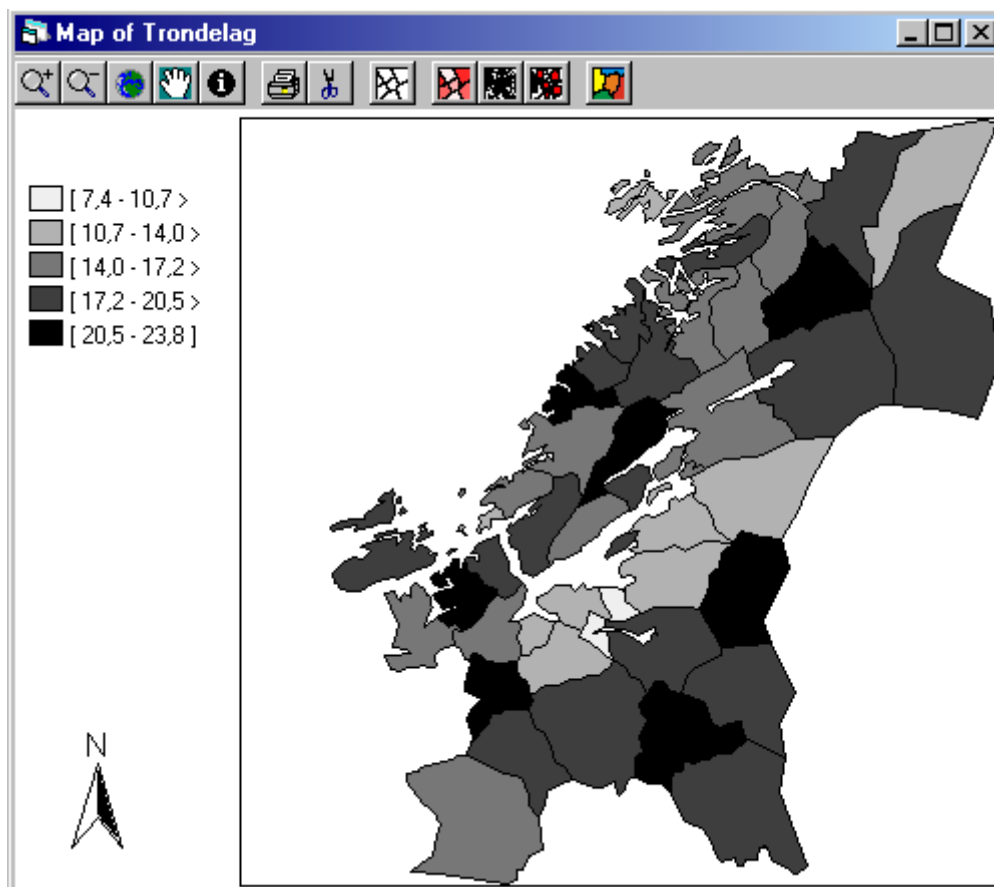 Map of Trondelag
[ 7,4 - 10,7 >
[ 10,7 - 14,0 >
[ 14,0 - 17,2 >
[ 17,2 - 20,5 >
[ 20,5 - 23,8 ]
N